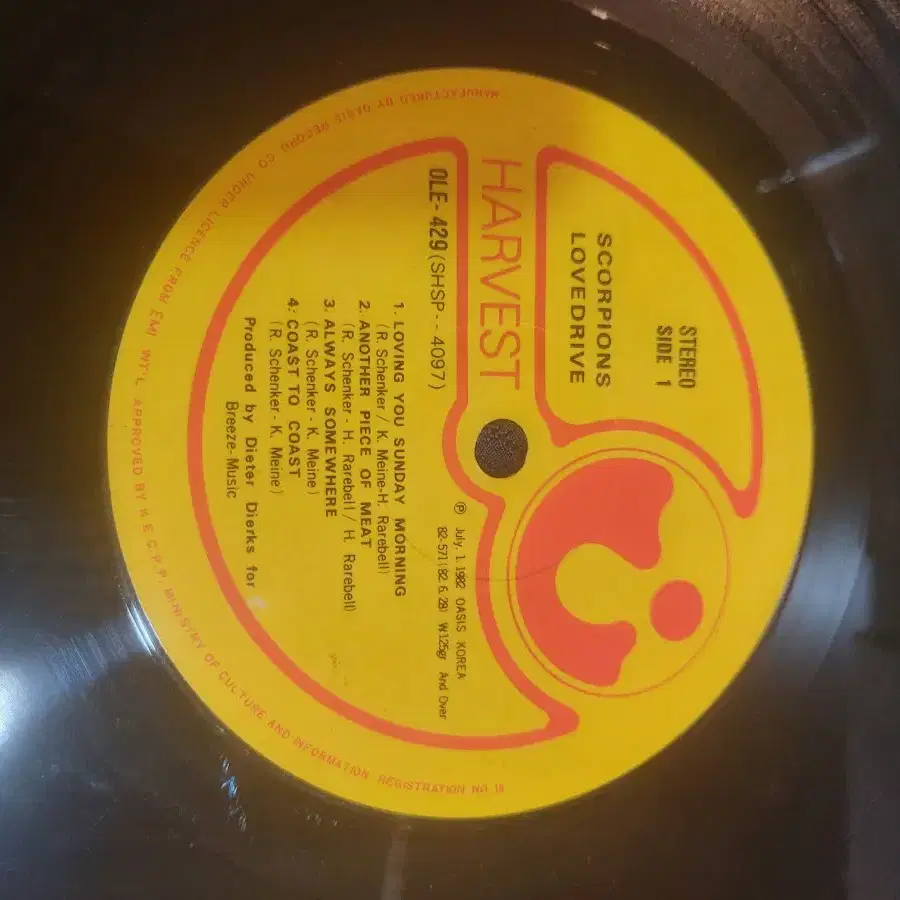 STEREO
SIDE 1
SCORPIONS
LOVEDRIVE
HARVEST
OLE-429 (SHSP--4097)
Ⓟ July. 1. 1982 OASIS KOREA
82-571 (82. 6. 28) W125gr And Over
1. LOVING YOU SUNDAY MORNING
(R. Schenker / K. Meine-H. Rarebell)
2. ANOTHER PIECE OF MEAT
(R. Schenker - H. Rarebell / H. Rarebell)
3. ALWAYS SOMEWHERE
(R. Schenker - K. Meine)
4. COAST TO COAST
(R. Schenker - K. Meine)
Produced by Dieter Dierks for
Breeze-Music
MANUFACTURED BY OASIS RECORD CO UNDER LICENCE FROM EMI INT'L APPROVED BY K.E.C.P.P. MINISTRY OF CULTURE AND INFORMATION REGISTRATION NO 18